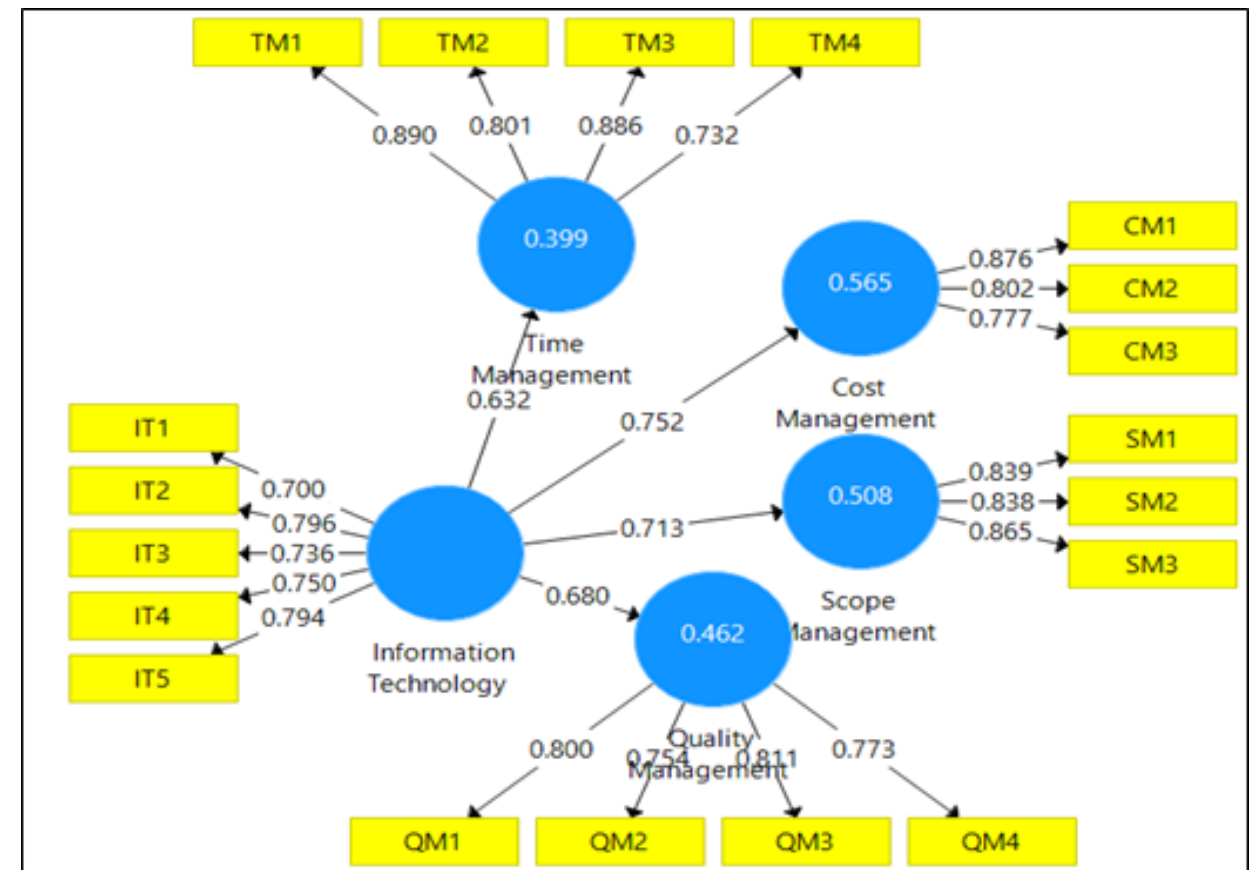 TM1 TM2 TM3 TM4
0.890 0.801 0.886 0.732
0.399
Time
Management
0.632
CM1
CM2
CM3
0.876
0.802
0.777
0.565
Cost
Management
0.752
SM1
SM2
SM3
0.839
0.838
0.865
0.508
Scope
Management
0.713
IT1
IT2
IT3
IT4
IT5
0.700
0.796
0.736
0.750
0.794
Information
Technology
0.680
0.462
Quality
Management
0.800 0.754 0.811 0.773
QM1 QM2 QM3 QM4